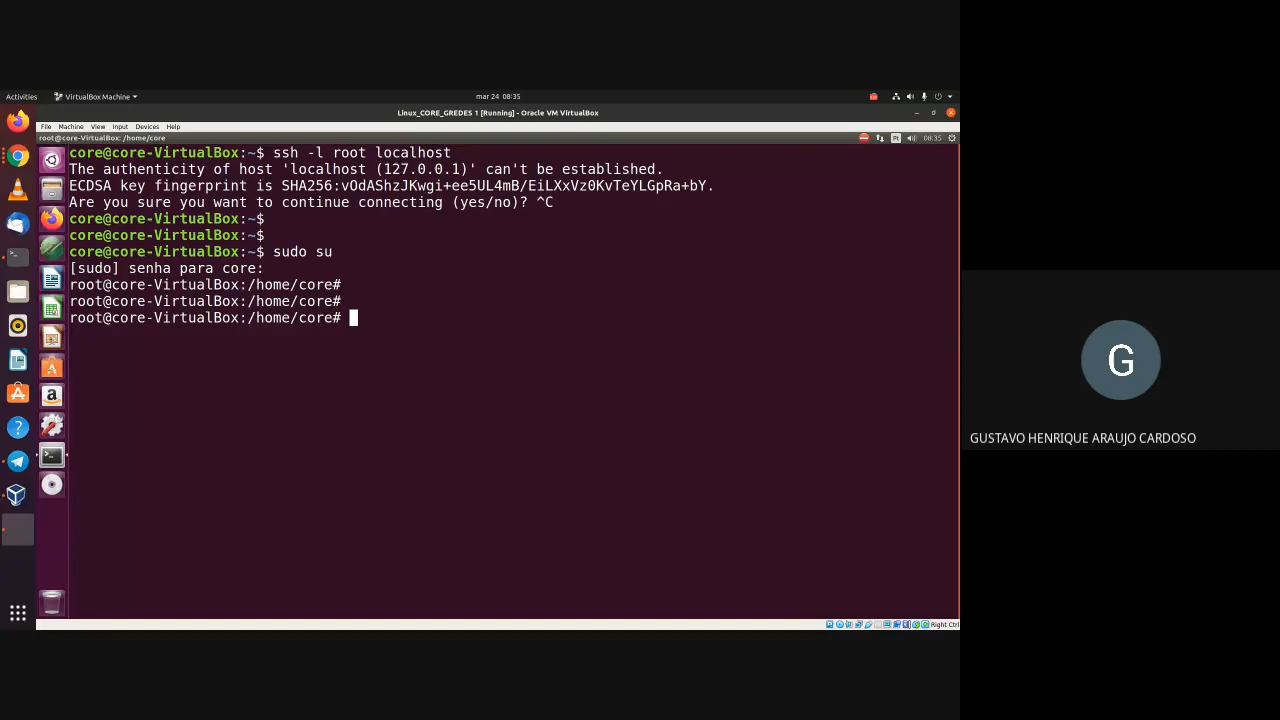 Activities
VirtualBox Machine
mar 24 08:35
Linux_CORE_GREDES 1 [Running] - Oracle VM VirtualBox
File Machine View Input Devices Help
root@core-VirtualBox: /home/core
Pt
08:35
core@core-VirtualBox:~$ ssh -l root localhost
The authenticity of host 'localhost (127.0.0.1)' can't be established.
ECDSA key fingerprint is SHA256:vOdAShzJKwgi+ee5UL4mB/EiLXxVz0KvTeYLGpRa+bY.
Are you sure you want to continue connecting (yes/no)? ^C
core@core-VirtualBox:~$
core@core-VirtualBox:~$
core@core-VirtualBox:~$ sudo su
[sudo] senha para core:
root@core-VirtualBox:/home/core#
root@core-VirtualBox:/home/core#
root@core-VirtualBox:/home/core#
G
GUSTAVO HENRIQUE ARAUJO CARDOSO
Right Ctrl